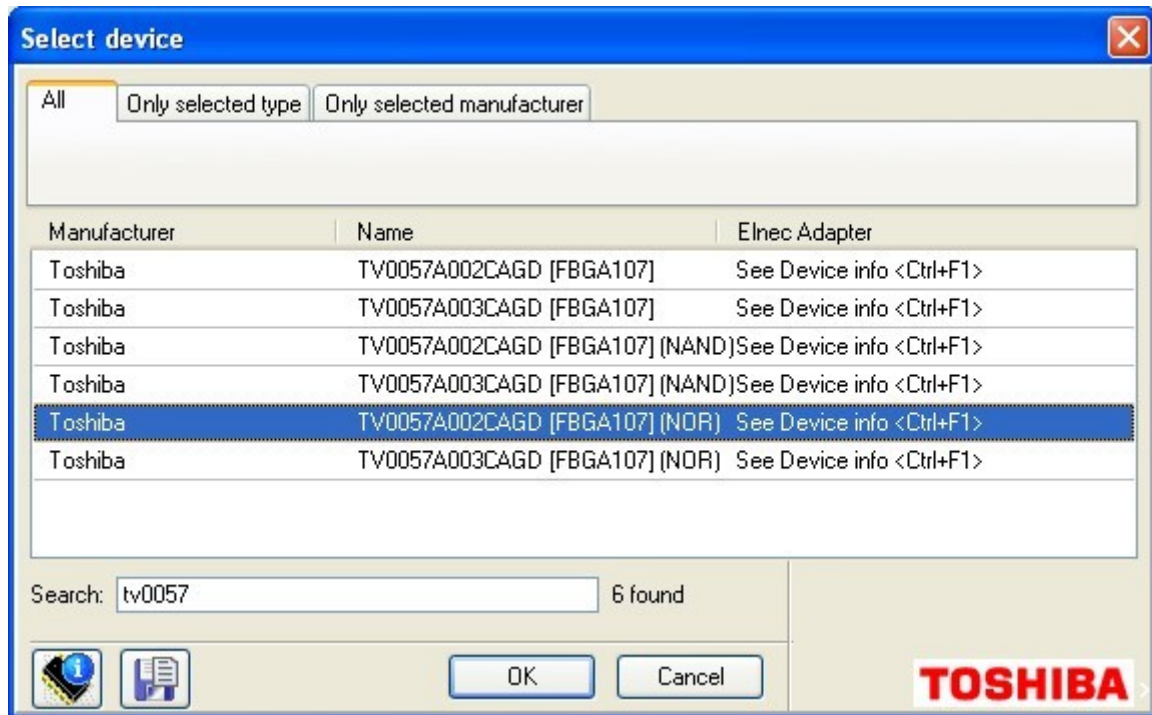 Select device
All Only selected type Only selected manufacturer
Manufacturer Name Elnec Adapter
Toshiba TV0057A002CAGD [FBGA107] See Device info <Ctrl+F1>
Toshiba TV0057A003CAGD [FBGA107] See Device info <Ctrl+F1>
Toshiba TV0057A002CAGD [FBGA107] (NAND) See Device info <Ctrl+F1>
Toshiba TV0057A003CAGD [FBGA107] (NAND) See Device info <Ctrl+F1>
Toshiba TV0057A002CAGD [FBGA107] (NOR) See Device info <Ctrl+F1>
Toshiba TV0057A003CAGD [FBGA107] (NOR) See Device info <Ctrl+F1>
Search: tv0057 6 found
OK Cancel TOSHIBA